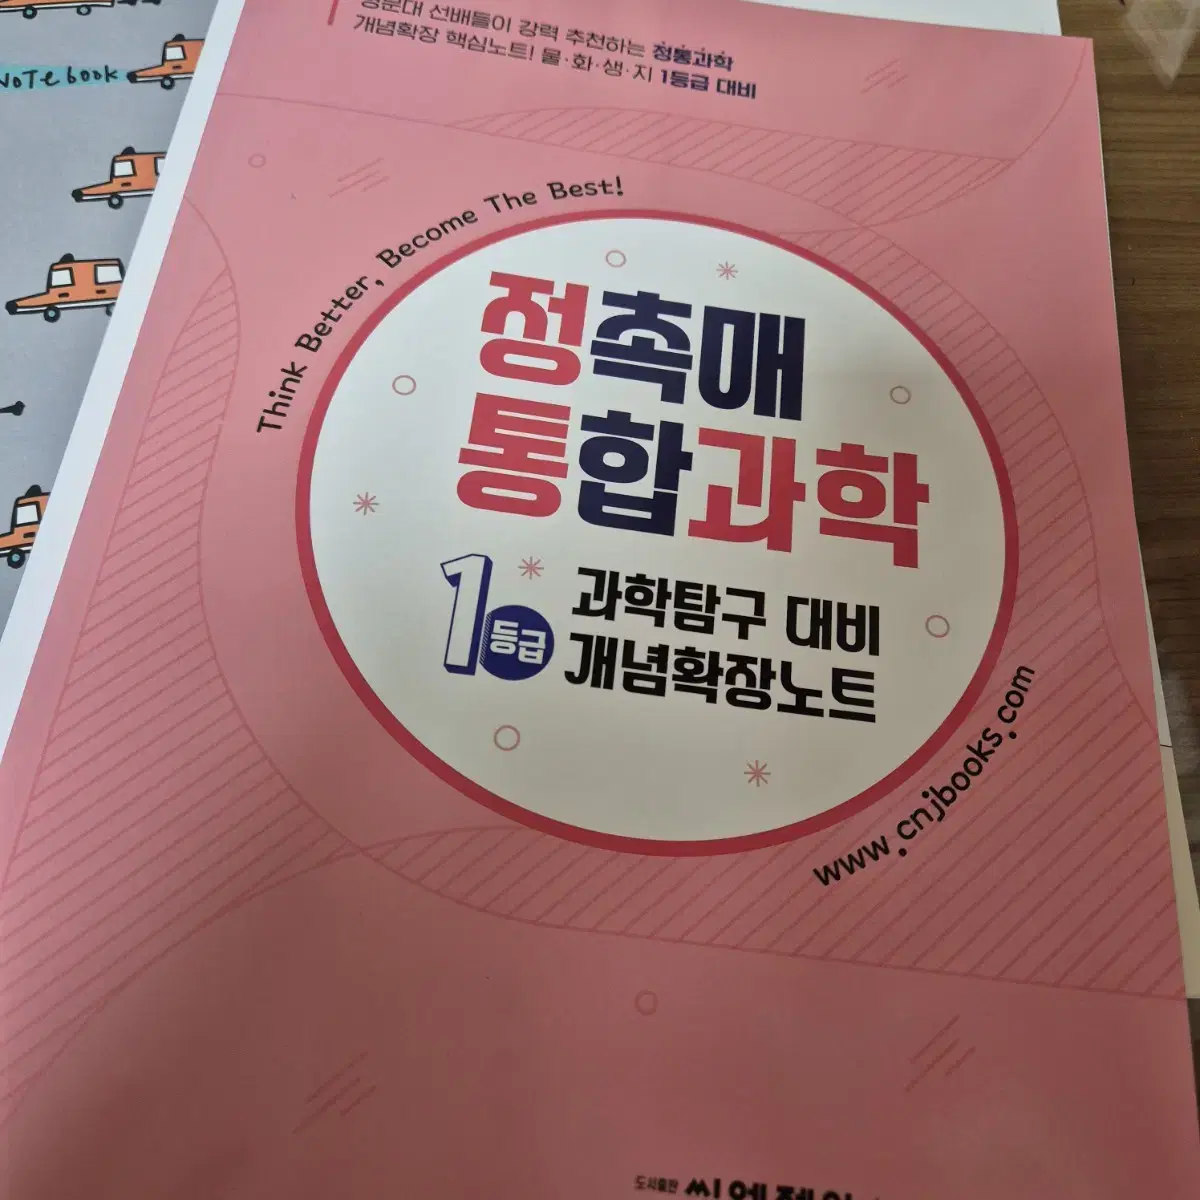 선배들이 강력 추천하는 정통과학
개념확장 핵심노트! 물·화·생·지 1등급 대비
NoTebook
Think Better, Become The Best!
정촉매
통합과학
1등급
과학탐구 대비
개념확장노트
www.cnjbooks.com
도서출판